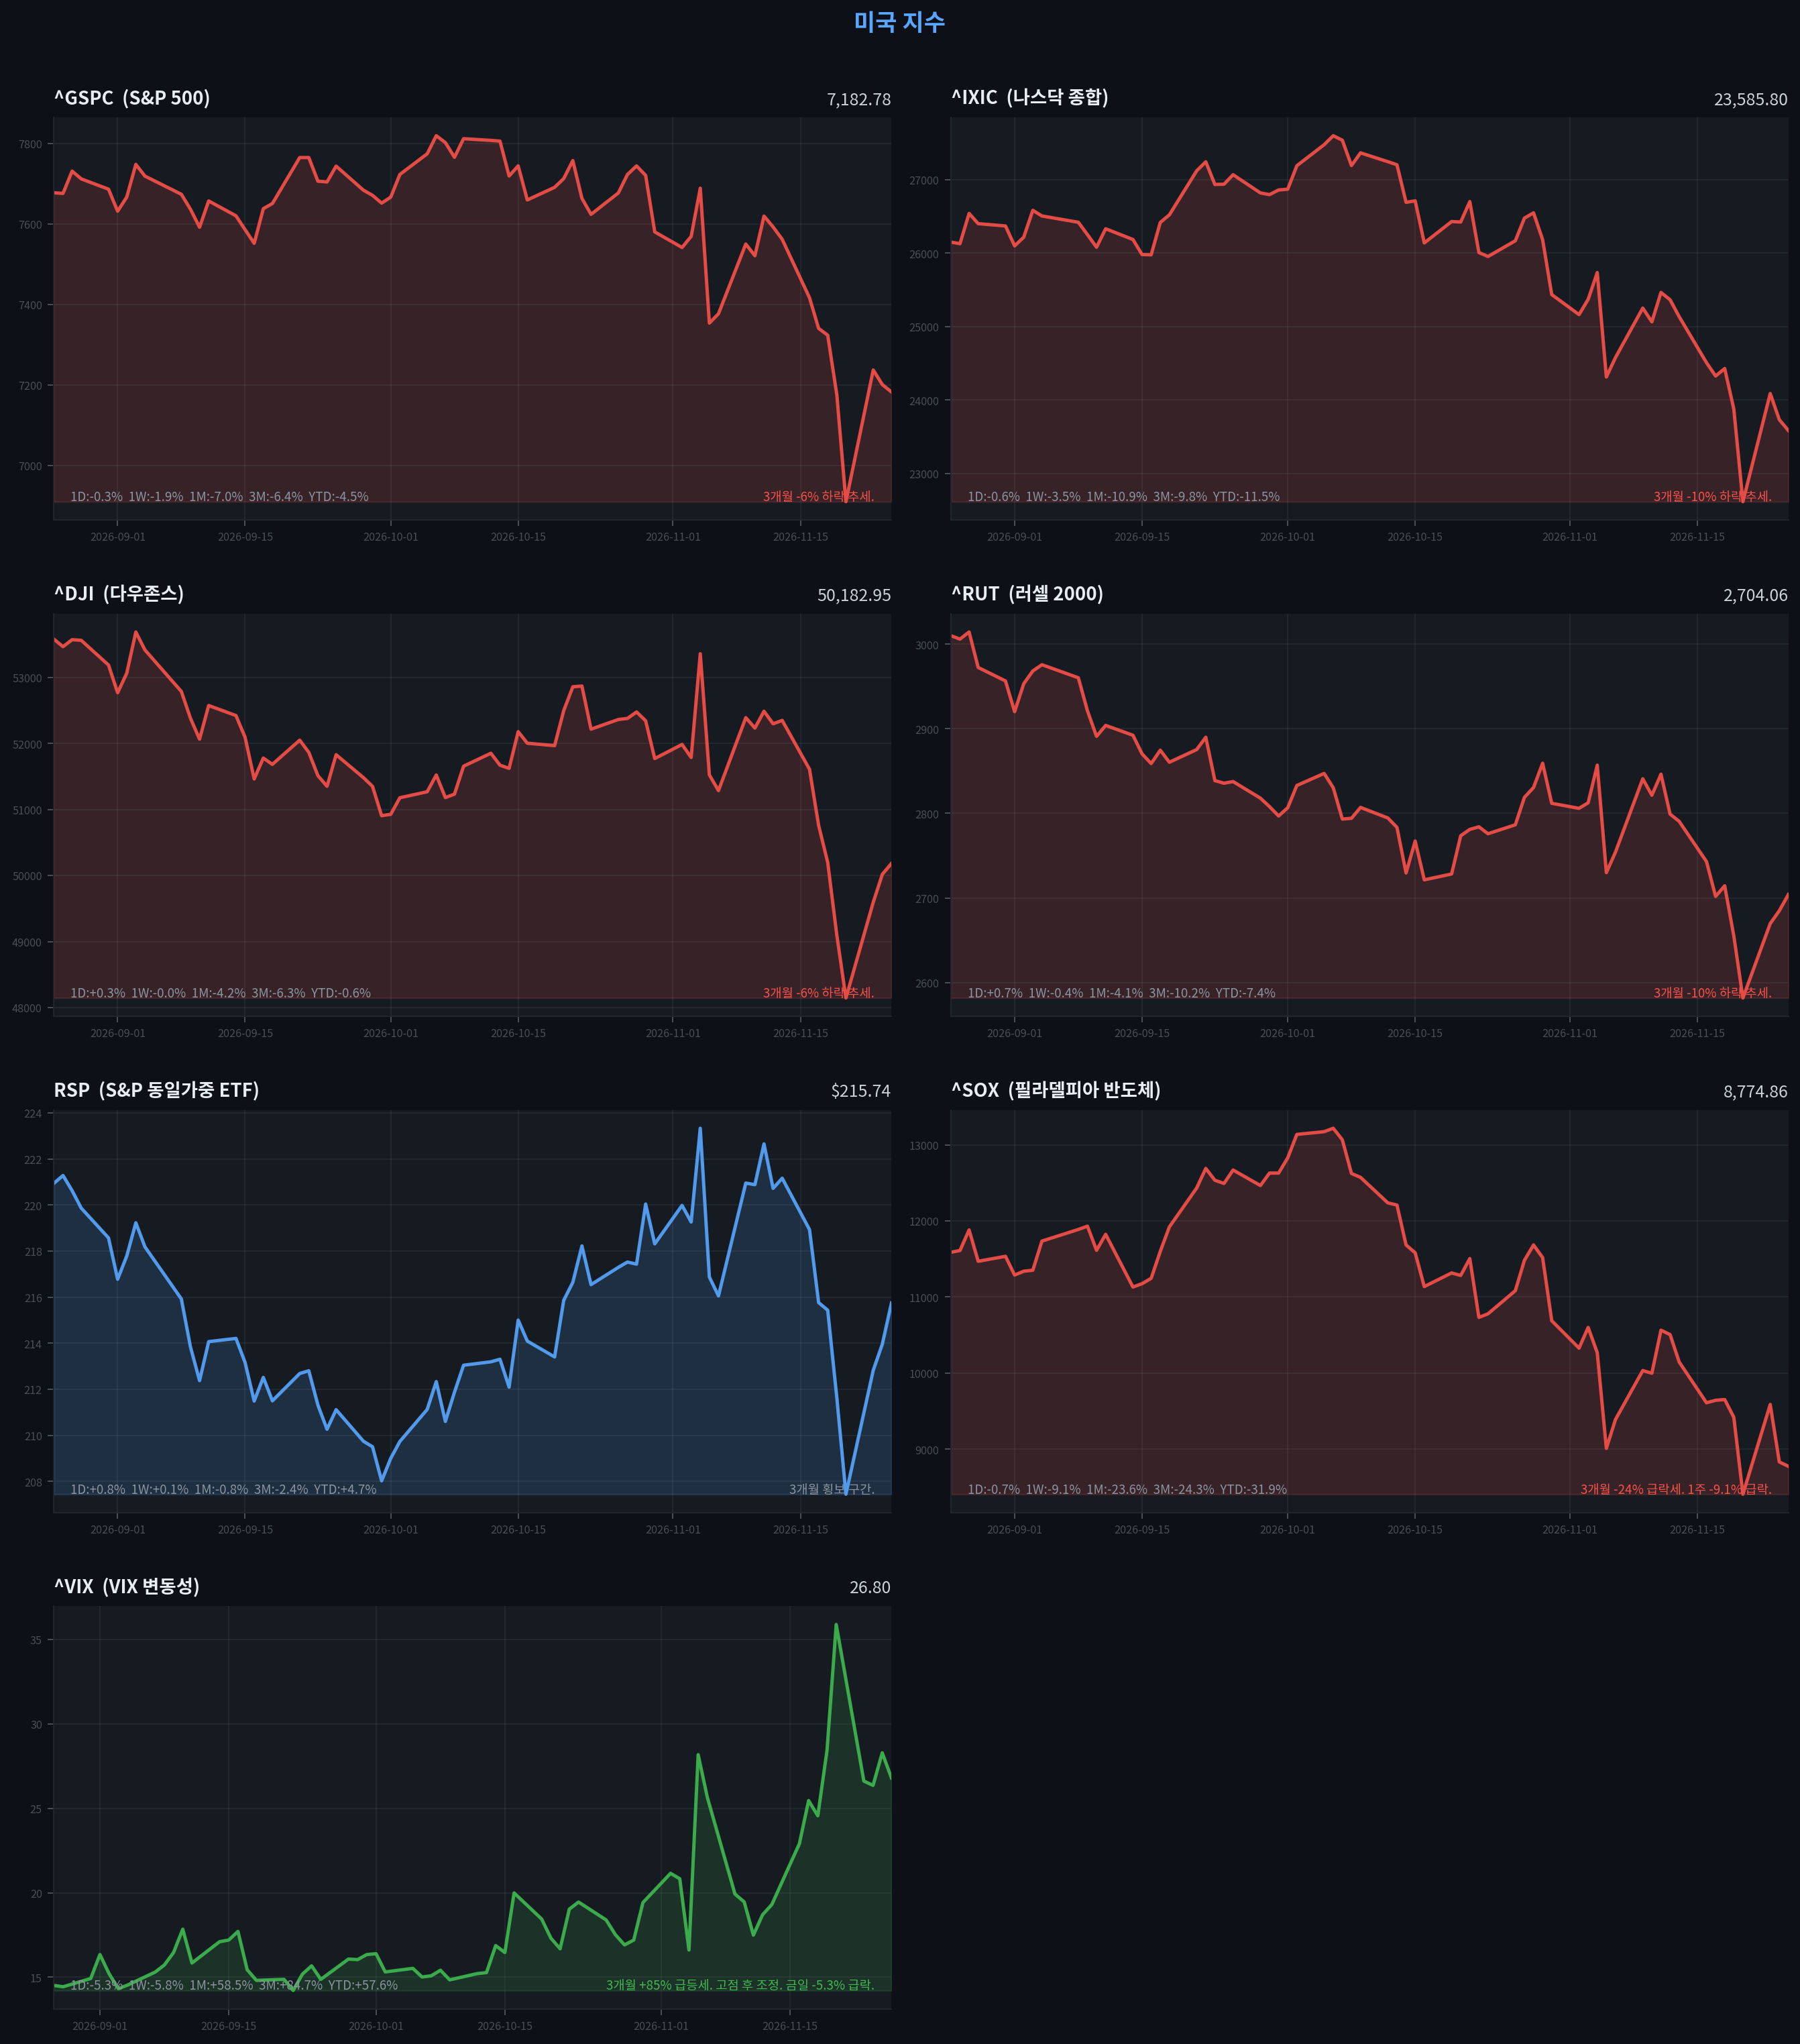 미국 지수
^GSPC (S&P 500)
7,182.78
7800
7600
7400
7200
7000
1D:-0.3% 1W:-1.9% 1M:-7.0% 3M:-6.4% YTD:-4.5%
3개월 -6% 하락 추세.
2026-09-01 2026-09-15 2026-10-01 2026-10-15 2026-11-01 2026-11-15
^IXIC (나스닥 종합)
23,585.80
27000
26000
25000
24000
23000
1D:-0.6% 1W:-3.5% 1M:-10.9% 3M:-9.8% YTD:-11.5%
3개월 -10% 하락 추세.
2026-09-01 2026-09-15 2026-10-01 2026-10-15 2026-11-01 2026-11-15
^DJI (다우존스)
50,182.95
53000
52000
51000
50000
49000
48000
1D:+0.3% 1W:-0.0% 1M:-4.2% 3M:-6.3% YTD:-0.6%
3개월 -6% 하락 추세.
2026-09-01 2026-09-15 2026-10-01 2026-10-15 2026-11-01 2026-11-15
^RUT (러셀 2000)
2,704.06
3000
2900
2800
2700
2600
1D:+0.7% 1W:-0.4% 1M:-4.1% 3M:-10.2% YTD:-7.4%
3개월 -10% 하락 추세.
2026-09-01 2026-09-15 2026-10-01 2026-10-15 2026-11-01 2026-11-15
RSP (S&P 동일가중 ETF)
$215.74
224
222
220
218
216
214
212
210
208
1D:+0.8% 1W:+0.1% 1M:-0.8% 3M:-2.4% YTD:+4.7%
3개월 횡보 구간.
2026-09-01 2026-09-15 2026-10-01 2026-10-15 2026-11-01 2026-11-15
^SOX (필라델피아 반도체)
8,774.86
13000
12000
11000
10000
9000
1D:-0.7% 1W:-9.1% 1M:-23.6% 3M:-24.3% YTD:-31.9%
3개월 -24% 급락세. 1주 -9.1% 급락.
2026-09-01 2026-09-15 2026-10-01 2026-10-15 2026-11-01 2026-11-15
^VIX (VIX 변동성)
26.80
35
30
25
20
15
1D:-5.3% 1W:-5.8% 1M:+58.5% 3M:+84.7% YTD:+57.6%
3개월 +85% 급등세. 고점 후 조정. 금일 -5.3% 급락.
2026-09-01 2026-09-15 2026-10-01 2026-10-15 2026-11-01 2026-11-15